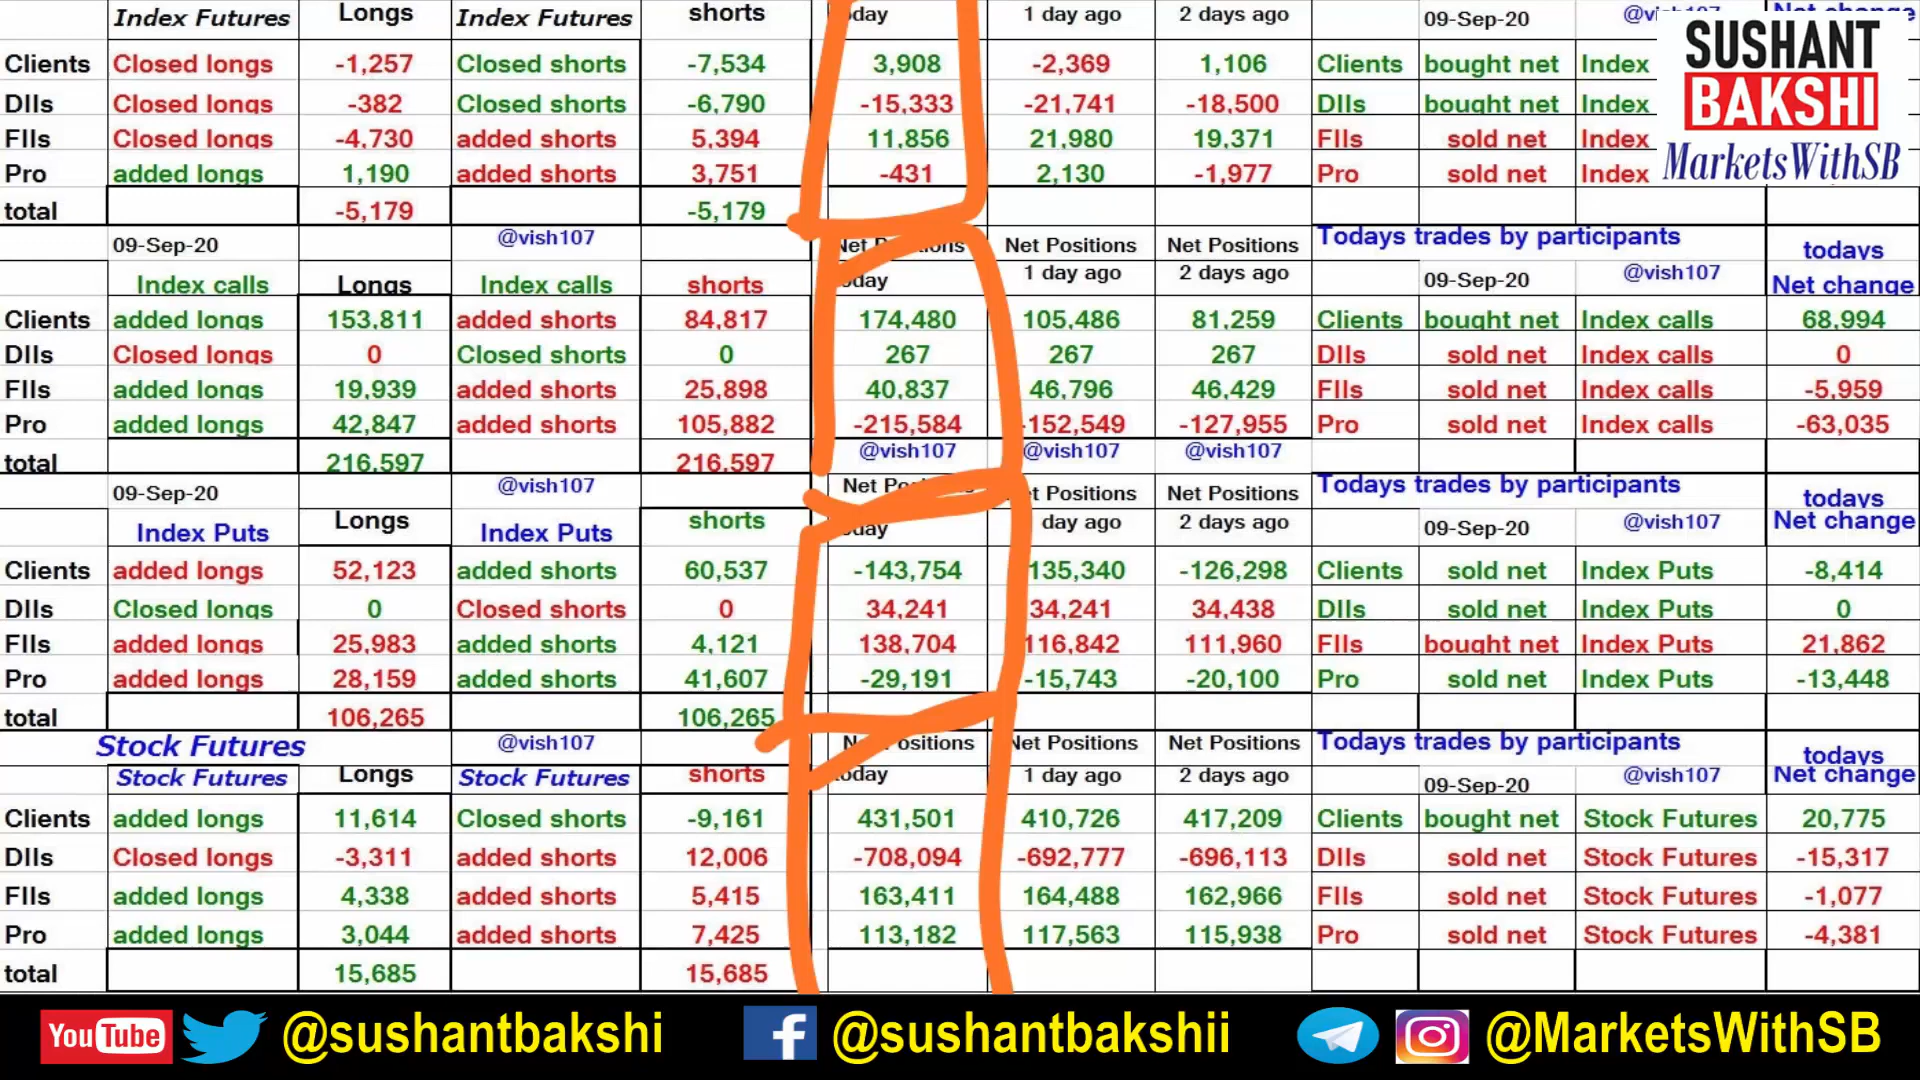 Index Futures Longs Index Futures shorts 1 day ago 2 days ago 09-Sep-20
SUSHANT
BAKSHI
MarketsWithSB
Clients Closed longs -1,257 Closed shorts -7,534 3,908 -2,369 1,106 Clients bought net Index
DIIs Closed longs -382 Closed shorts -6,790 -15,333 -21,741 -18,500 DIIs bought net Index
FIIs Closed longs -4,730 added shorts 5,394 11,856 21,980 19,371 FIIs sold net Index
Pro added longs 1,190 added shorts 3,751 -431 2,130 -1,977 Pro sold net Index
total -5,179 -5,179
09-Sep-20 @vish107 Net Positions Net Positions Net Positions Todays trades by participants todays
Index calls Longs Index calls shorts 1 day ago 2 days ago 09-Sep-20 @vish107 Net change
Clients added longs 153,811 added shorts 84,817 174,480 105,486 81,259 Clients bought net Index calls 68,994
DIIs Closed longs 0 Closed shorts 0 267 267 267 DIIs sold net Index calls 0
FIIs added longs 19,939 added shorts 25,898 40,837 46,796 46,429 FIIs sold net Index calls -5,959
Pro added longs 42,847 added shorts 105,882 -215,584 152,549 -127,955 Pro sold net Index calls -63,035
total 216,597 216,597 @vish107 @vish107 @vish107
09-Sep-20 @vish107 Net Net Positions Todays trades by participants todays
Index Puts Longs Index Puts shorts day ago 2 days ago 09-Sep-20 @vish107 Net change
Clients added longs 52,123 added shorts 60,537 -143,754 135,340 -126,298 Clients sold net Index Puts -8,414
DIIs Closed longs 0 Closed shorts 0 34,241 34,241 34,438 DIIs sold net Index Puts 0
FIIs added longs 25,983 added shorts 4,121 138,704 116,842 111,960 FIIs bought net Index Puts 21,862
Pro added longs 28,159 added shorts 41,607 -29,191 -15,743 -20,100 Pro sold net Index Puts -13,448
total 106,265 106,265
Stock Futures @vish107 Net Positions Net Positions Net Positions Todays trades by participants todays
Stock Futures Longs Stock Futures shorts 1 day ago 2 days ago 09-Sep-20 @vish107 Net change
Clients added longs 11,614 Closed shorts -9,161 431,501 410,726 417,209 Clients bought net Stock Futures 20,775
DIIs Closed longs -3,311 added shorts 12,006 -708,094 -692,777 -696,113 DIIs sold net Stock Futures -15,317
FIIs added longs 4,338 added shorts 5,415 163,411 164,488 162,966 FIIs sold net Stock Futures -1,077
Pro added longs 3,044 added shorts 7,425 113,182 117,563 115,938 Pro sold net Stock Futures -4,381
total 15,685 15,685
YouTube @sushantbakshi @sushantbakshii @MarketsWithSB